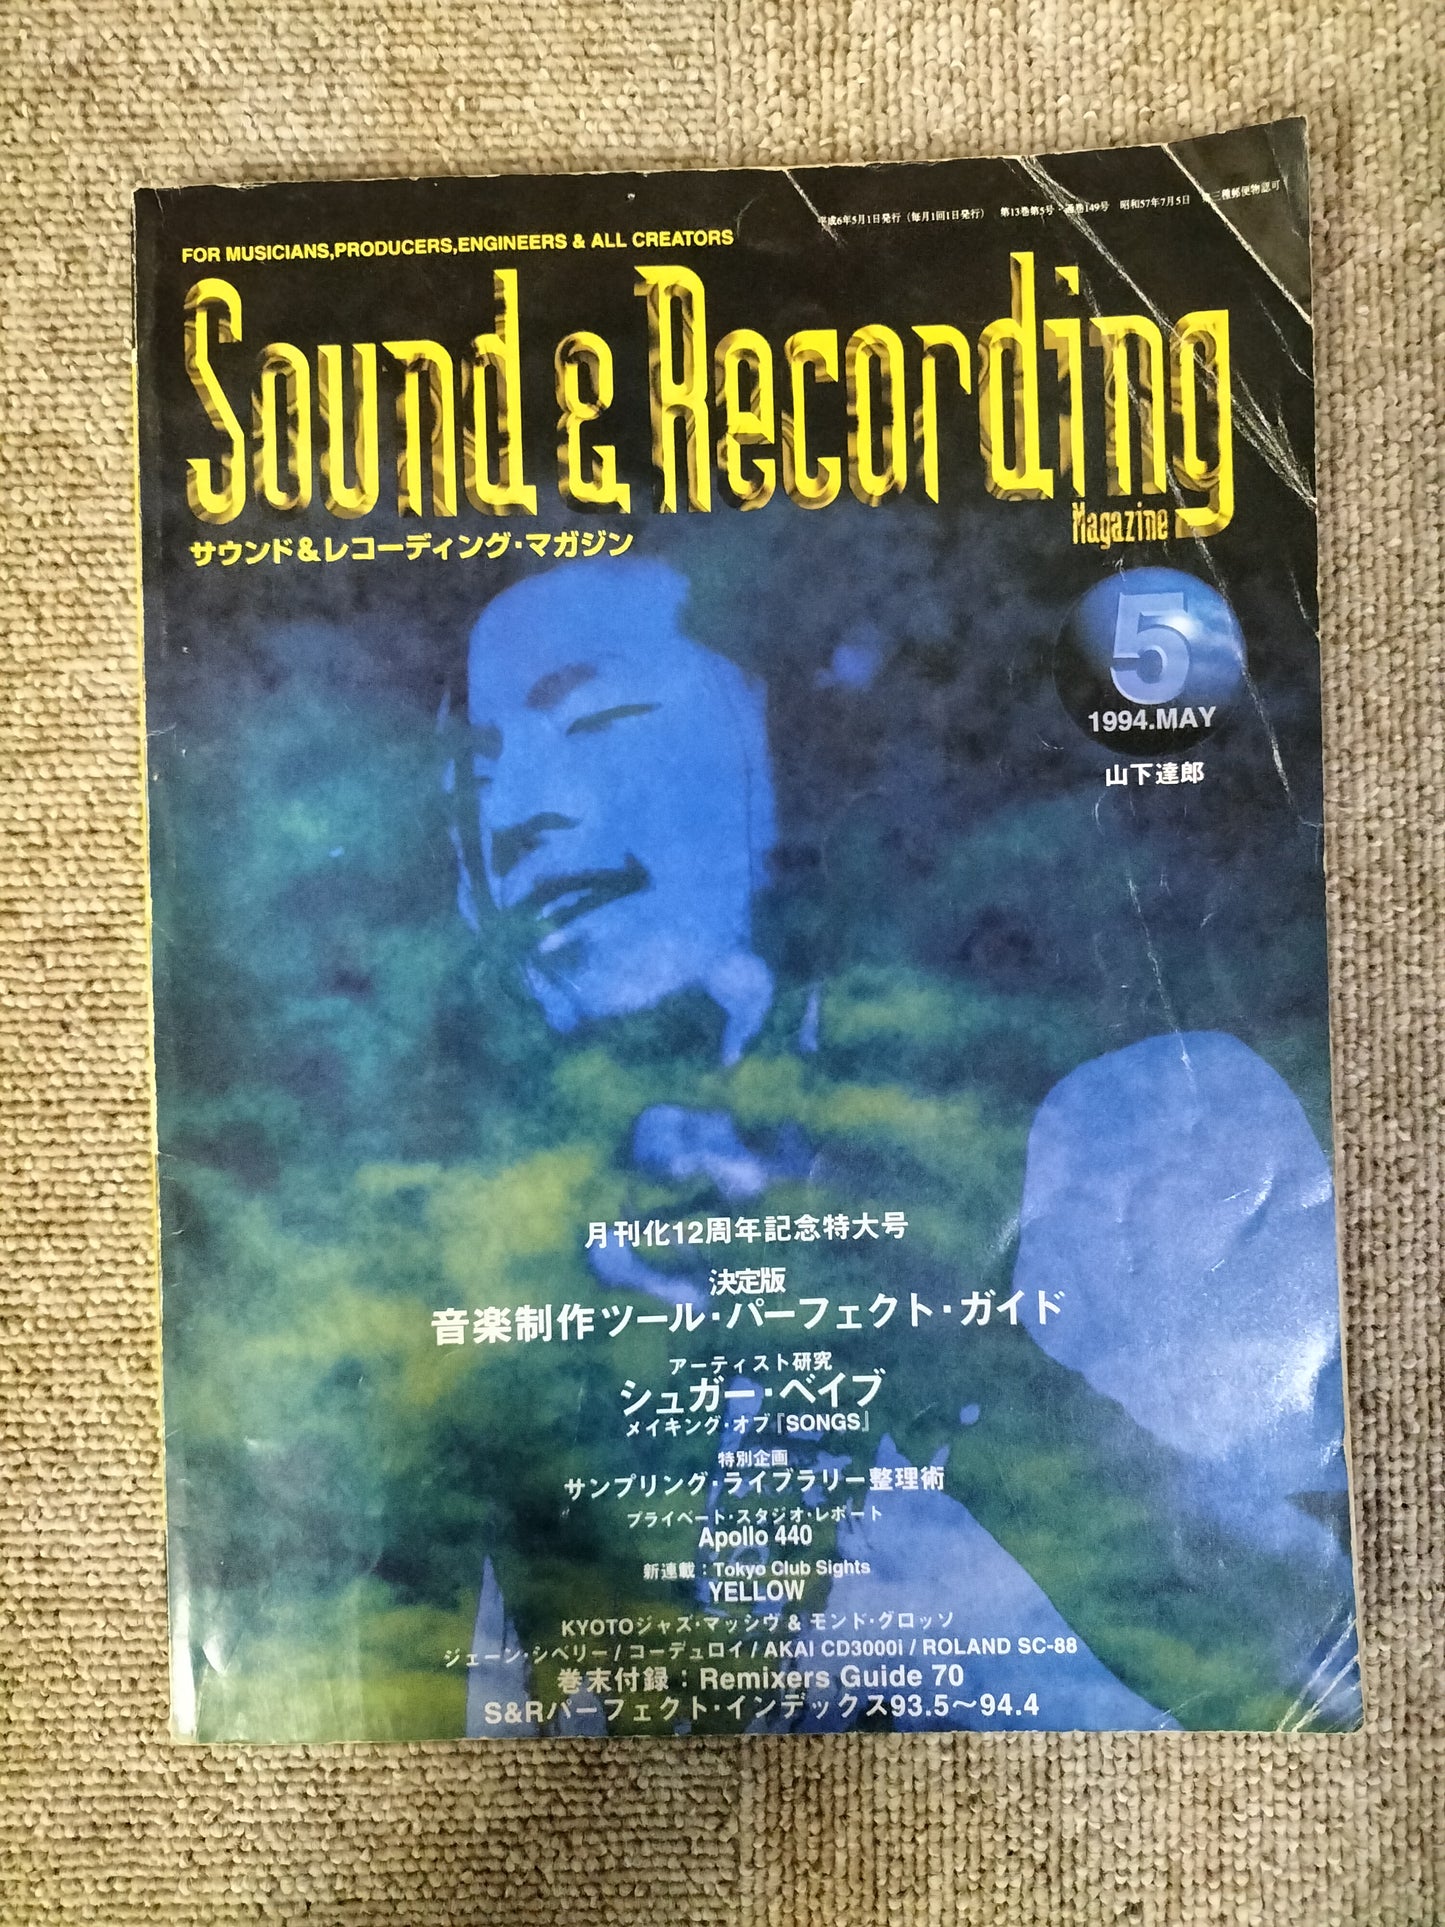 平成6年5月1日発行(毎月1回1日発行) 第13巻第5号・通巻149号 昭和57年7月5日 第三種郵便物認可
FOR MUSICIANS,PRODUCERS,ENGINEERS & ALL CREATORS
Sound & Recording
Magazine
サウンド&レコーディング・マガジン
5
1994.MAY
山下達郎
月刊化12周年記念特大号
決定版
音楽制作ツール・パーフェクト・ガイド
アーティスト研究
シュガー・ベイブ
メイキング・オブ『SONGS』
特別企画
サンプリング・ライブラリー整理術
プライベート・スタジオ・レポート
Apollo 440
新連載:Tokyo Club Sights
YELLOW
KYOTOジャズ・マッシヴ & モンド・グロッソ
ジェーン・シベリー / コーデュロイ / AKAI CD3000i / ROLAND SC-88
巻末付録:Remixers Guide 70
S&Rパーフェクト・インデックス93.5〜94.4